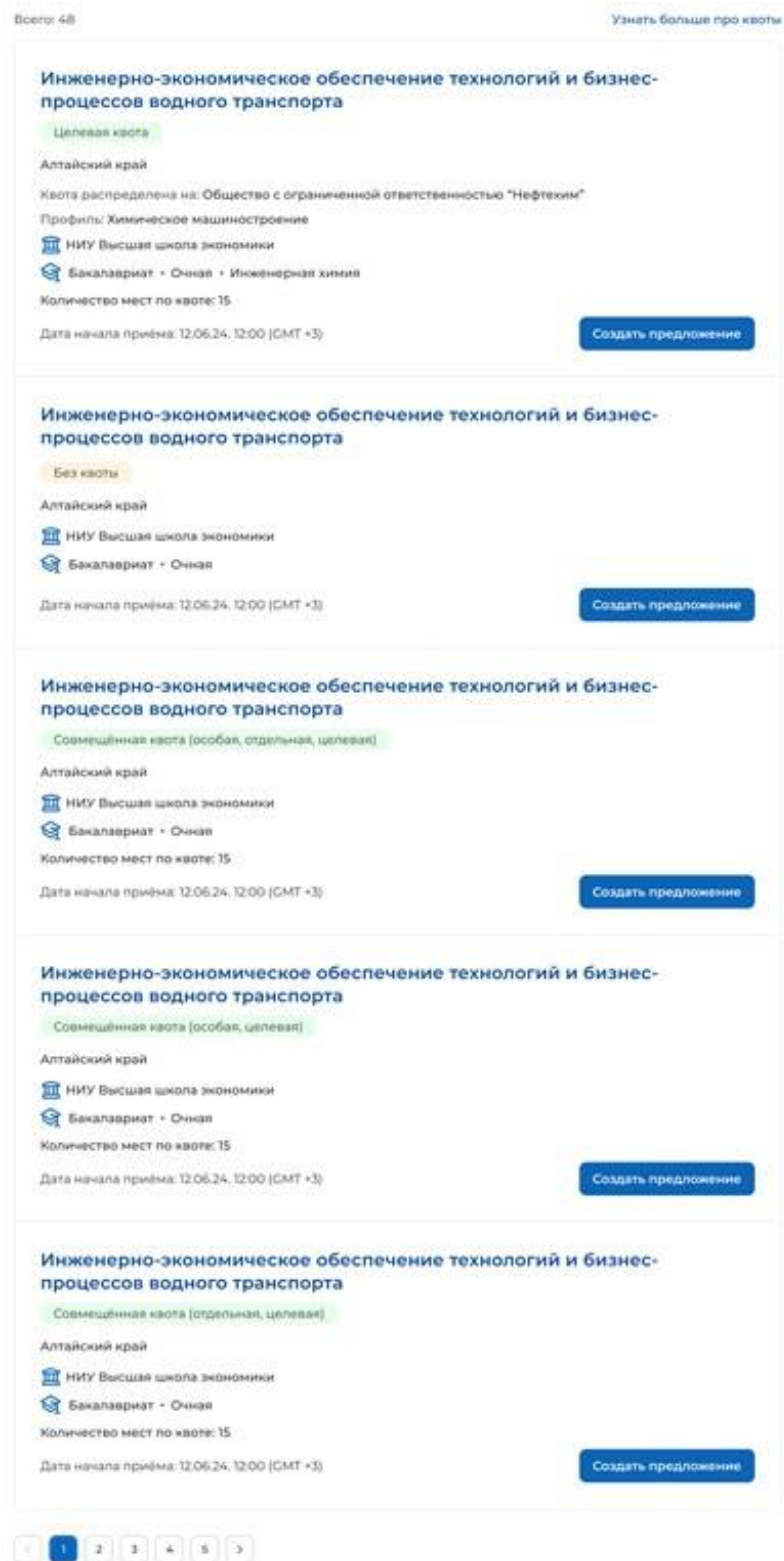 Всего: 48
Узнать больше про квоты
Инженерно-экономическое обеспечение технологий и бизнес-
процессов водного транспорта
Целевая квота
Алтайский край
Квота распределена на: Общество с ограниченной ответственностью "Нефтехим"
Профиль: Химическое машиностроение
НИУ Высшая школа экономики
Бакалавриат • Очная • Инженерная химия
Количество мест по квоте: 15
Дата начала приёма: 12.06.24. 12:00 (GMT +3)
Создать предложение
Инженерно-экономическое обеспечение технологий и бизнес-
процессов водного транспорта
Без квоты
Алтайский край
НИУ Высшая школа экономики
Бакалавриат • Очная
Дата начала приёма: 12.06.24. 12:00 (GMT +3)
Создать предложение
Инженерно-экономическое обеспечение технологий и бизнес-
процессов водного транспорта
Совмещённая квота (особая, отдельная, целевая)
Алтайский край
НИУ Высшая школа экономики
Бакалавриат • Очная
Количество мест по квоте: 15
Дата начала приёма: 12.06.24. 12:00 (GMT +3)
Создать предложение
Инженерно-экономическое обеспечение технологий и бизнес-
процессов водного транспорта
Совмещённая квота (особая, целевая)
Алтайский край
НИУ Высшая школа экономики
Бакалавриат • Очная
Количество мест по квоте: 15
Дата начала приёма: 12.06.24. 12:00 (GMT +3)
Создать предложение
Инженерно-экономическое обеспечение технологий и бизнес-
процессов водного транспорта
Совмещённая квота (отдельная, целевая)
Алтайский край
НИУ Высшая школа экономики
Бакалавриат • Очная
Количество мест по квоте: 15
Дата начала приёма: 12.06.24. 12:00 (GMT +3)
Создать предложение
< 1 2 3 4 5 >